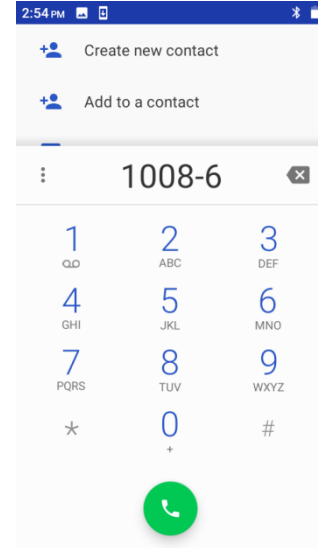 2:54 PM
Create new contact
Add to a contact
1008-6
1 2 3
ABC DEF
4 5 6
GHI JKL MNO
7 8 9
PQRS TUV WXYZ
* 0 #
+